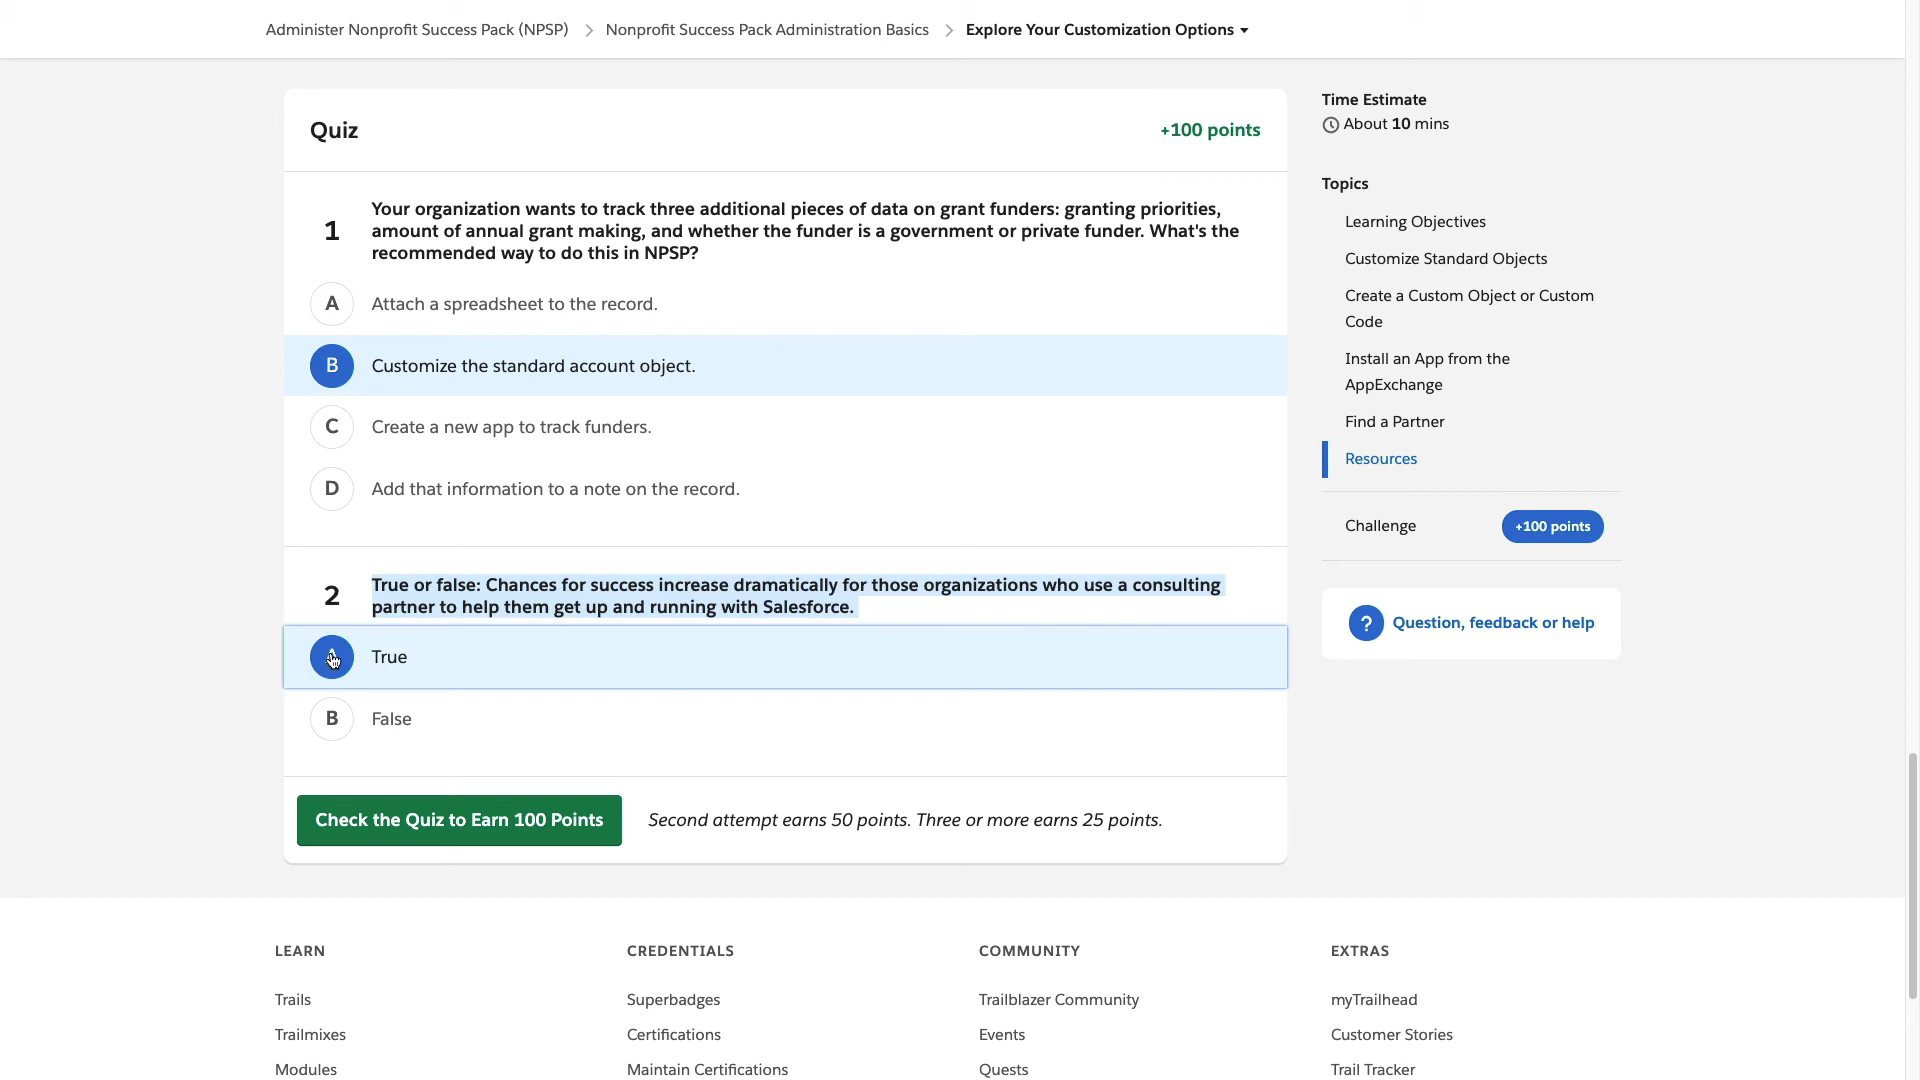 Administer Nonprofit Success Pack (NPSP) Nonprofit Success Pack Administration Basics Explore Your Customization Options
Quiz +100 points
1
Your organization wants to track three additional pieces of data on grant funders: granting priorities,
amount of annual grant making, and whether the funder is a government or private funder. What's the
recommended way to do this in NPSP?
A Attach a spreadsheet to the record.
B Customize the standard account object.
C Create a new app to track funders.
D Add that information to a note on the record.
2
True or false: Chances for success increase dramatically for those organizations who use a consulting
partner to help them get up and running with Salesforce.
True
B False
Check the Quiz to Earn 100 Points Second attempt earns 50 points. Three or more earns 25 points.
Time Estimate
About 10 mins
Topics
Learning Objectives
Customize Standard Objects
Create a Custom Object or Custom
Code
Install an App from the
AppExchange
Find a Partner
Resources
Challenge +100 points
? Question, feedback or help
LEARN
Trails
Trailmixes
Modules
CREDENTIALS
Superbadges
Certifications
Maintain Certifications
COMMUNITY
Trailblazer Community
Events
Quests
EXTRAS
myTrailhead
Customer Stories
Trail Tracker